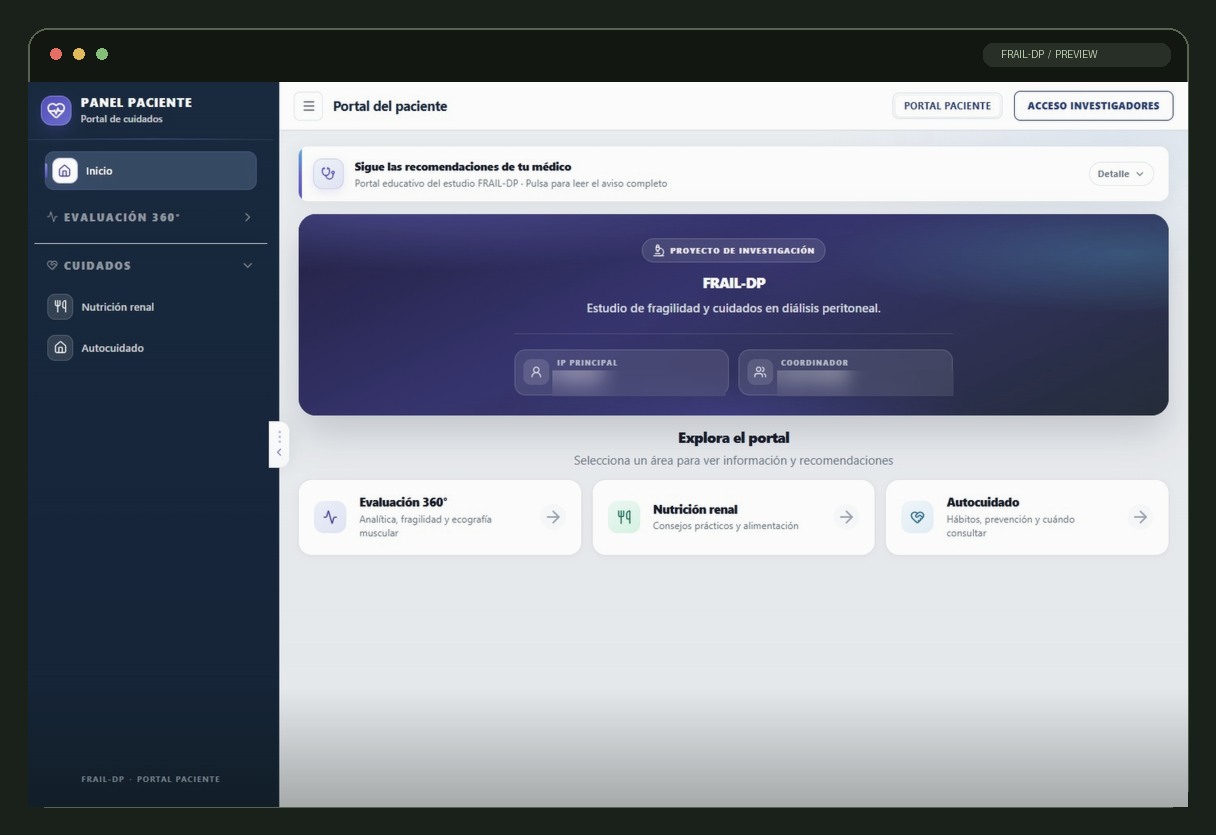 FRAIL-DP / PREVIEW
PANEL PACIENTE
Portal de cuidados
Inicio
EVALUACIÓN 360°
CUIDADOS
Nutrición renal
Autocuidado
FRAIL-DP · PORTAL PACIENTE
Portal del paciente
PORTAL PACIENTE
ACCESO INVESTIGADORES
Sigue las recomendaciones de tu médico
Portal educativo del estudio FRAIL-DP · Pulsa para leer el aviso completo
Detalle
PROYECTO DE INVESTIGACIÓN
FRAIL-DP
Estudio de fragilidad y cuidados en diálisis peritoneal.
IP PRINCIPAL
COORDINADOR
Explora el portal
Selecciona un área para ver información y recomendaciones
Evaluación 360°
Analítica, fragilidad y ecografía
muscular
Nutrición renal
Consejos prácticos y alimentación
Autocuidado
Hábitos, prevención y cuándo
consultar